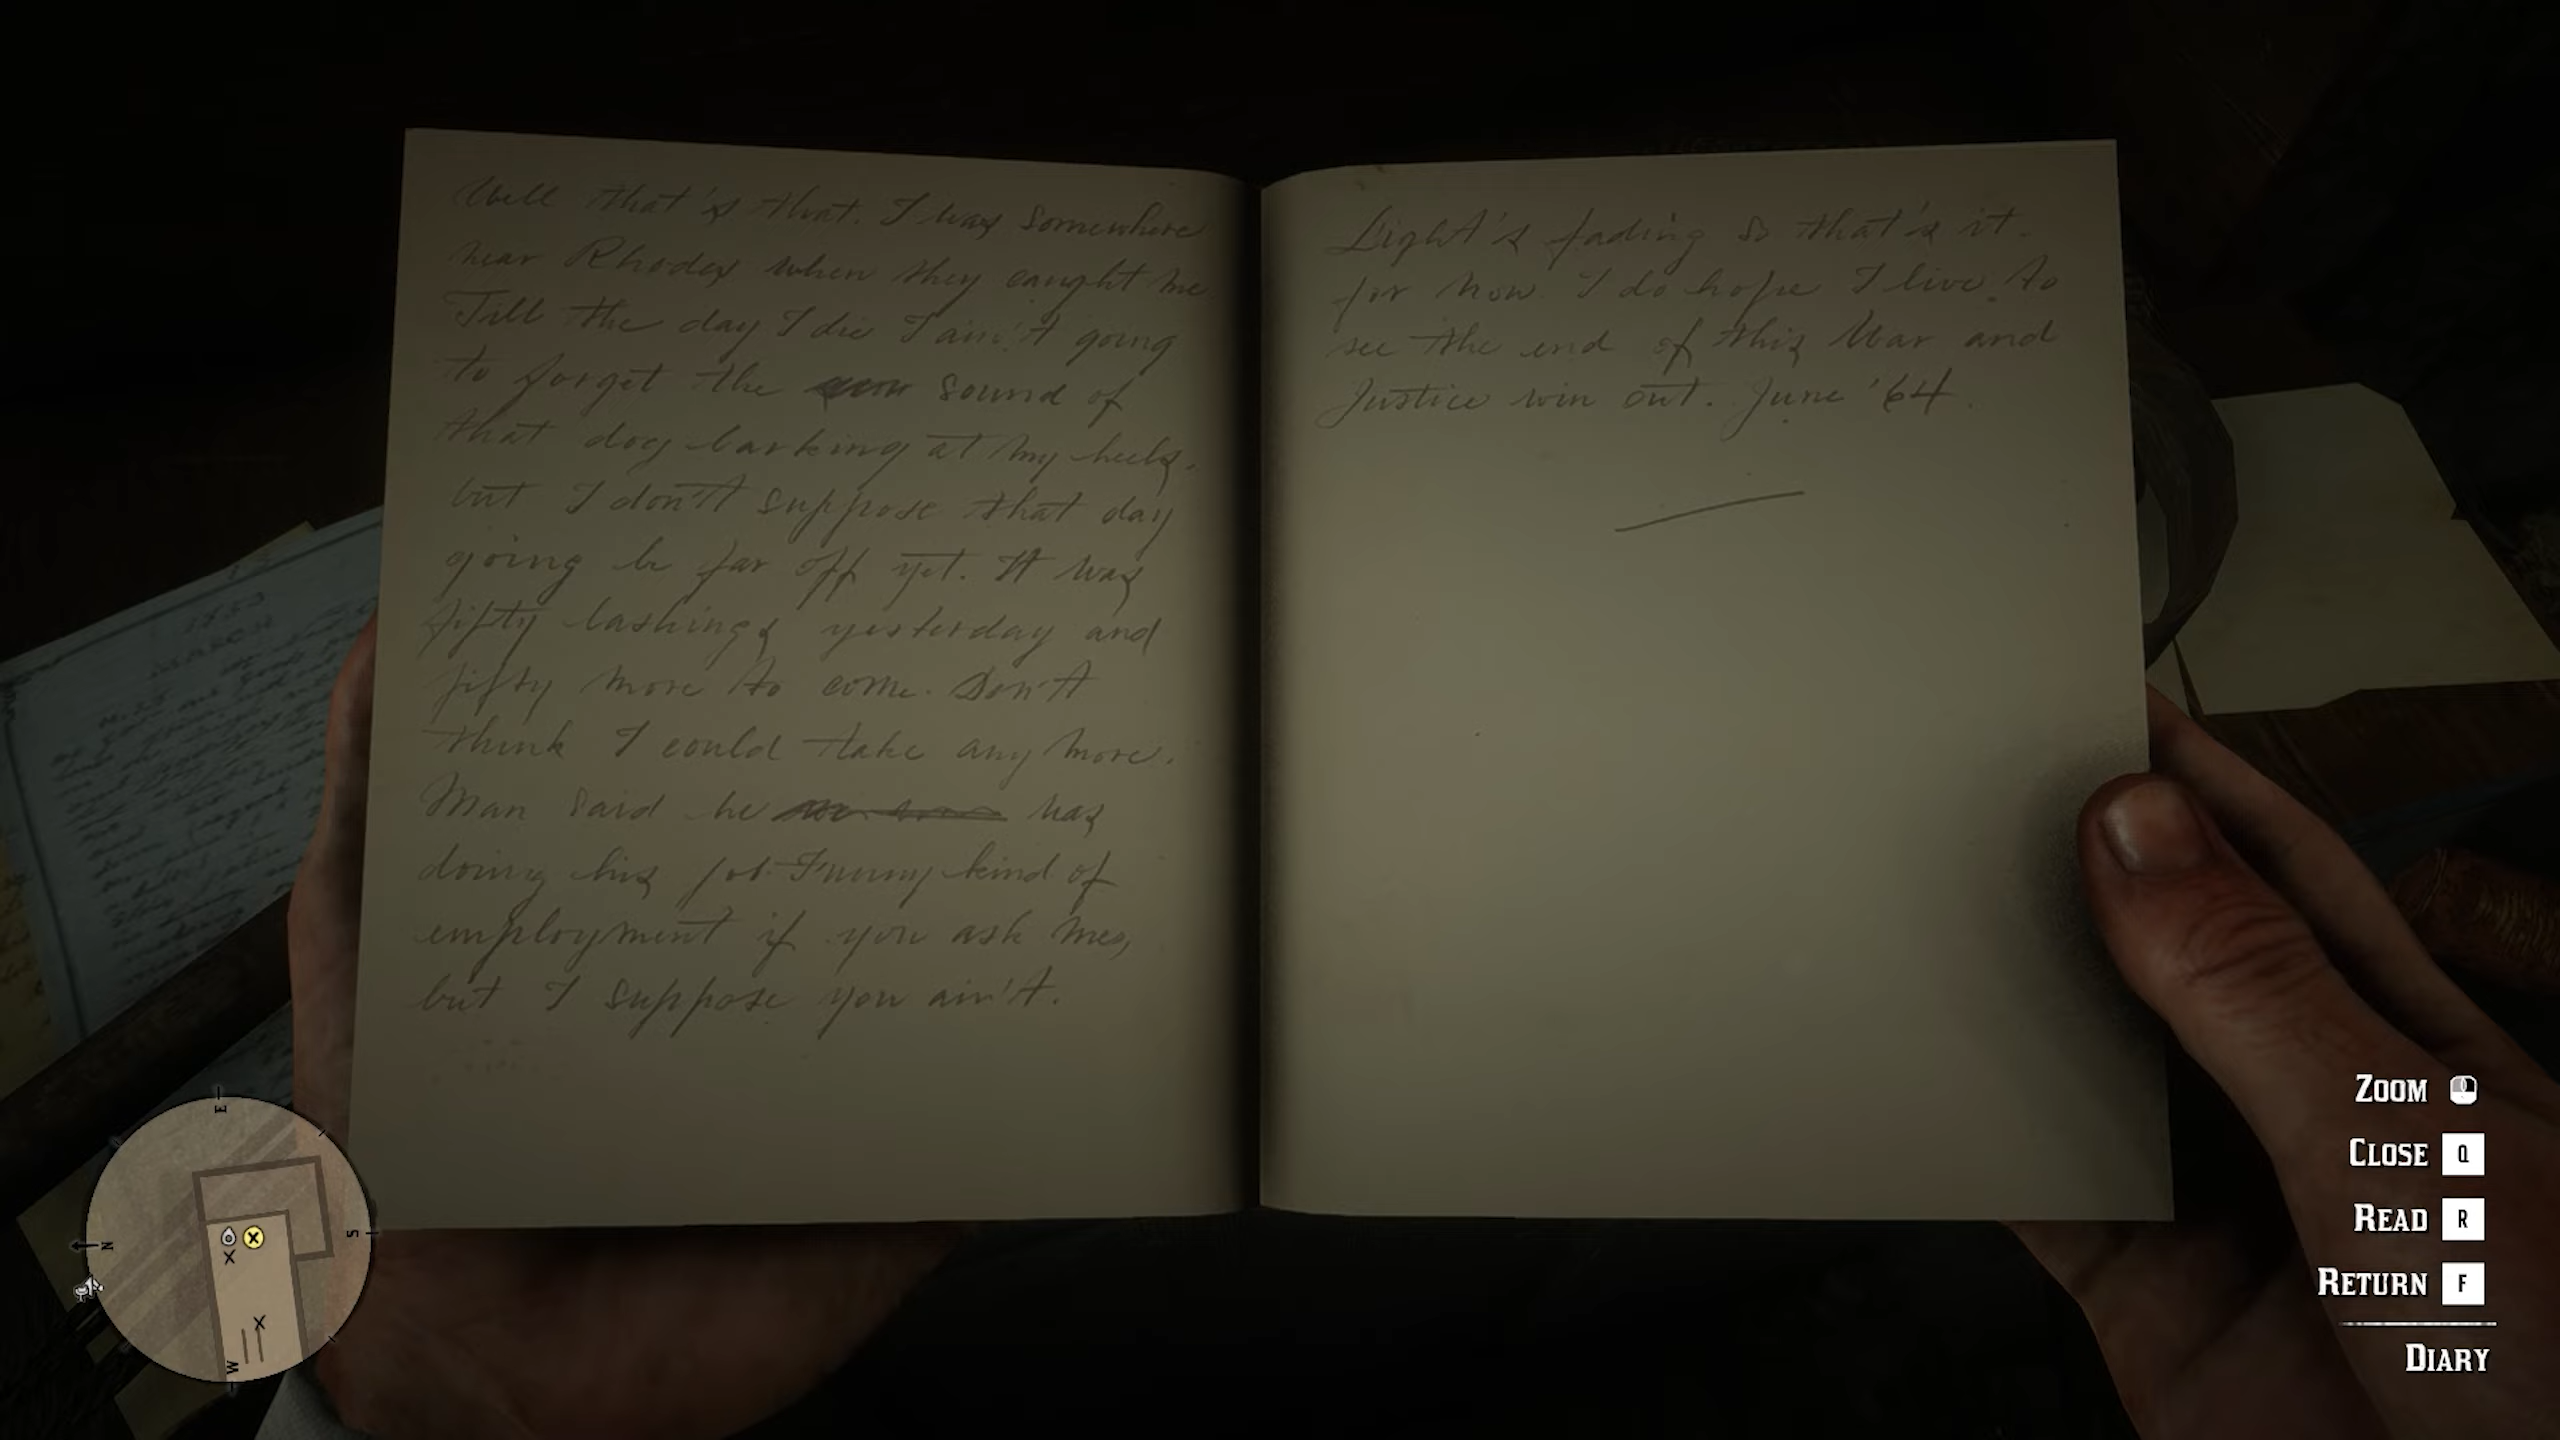 Well that's that. I was somewhere
near Rhodes when they caught me.
Till the day I die I ain't going
to forget the sound of
that dog barking at my heels.
but I don't suppose that day
going be far off yet. It was
fifty lashings yesterday and
fifty more to come. Don't
think I could take any more.
Man said he was
doing his job. Funny kind of
employment if you ask me,
but I suppose you ain't.
Light's fading so that's it.
for now. I do hope I live to
see the end of this War and
Justice win out. June '64.
E
N
S
W
ZOOM
CLOSE Q
READ R
RETURN F
DIARY